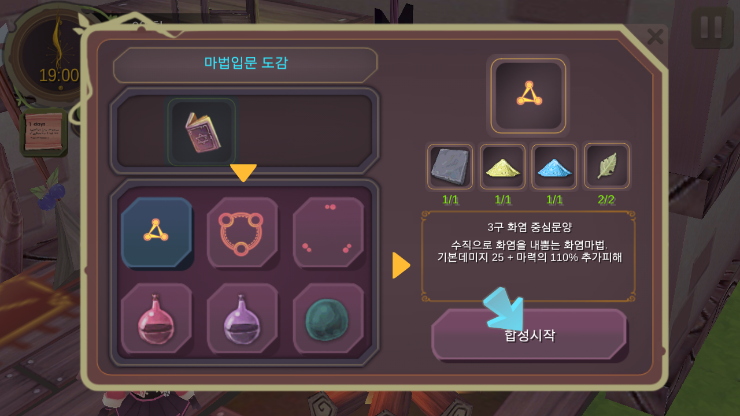 19:00
마법입문 도감
1/1
1/1
1/1
2/2
3구 화염 중심문양
수직으로 화염을 내뿜는 화염마법.
기본데미지 25 + 마력의 110% 추가피해
합성시작